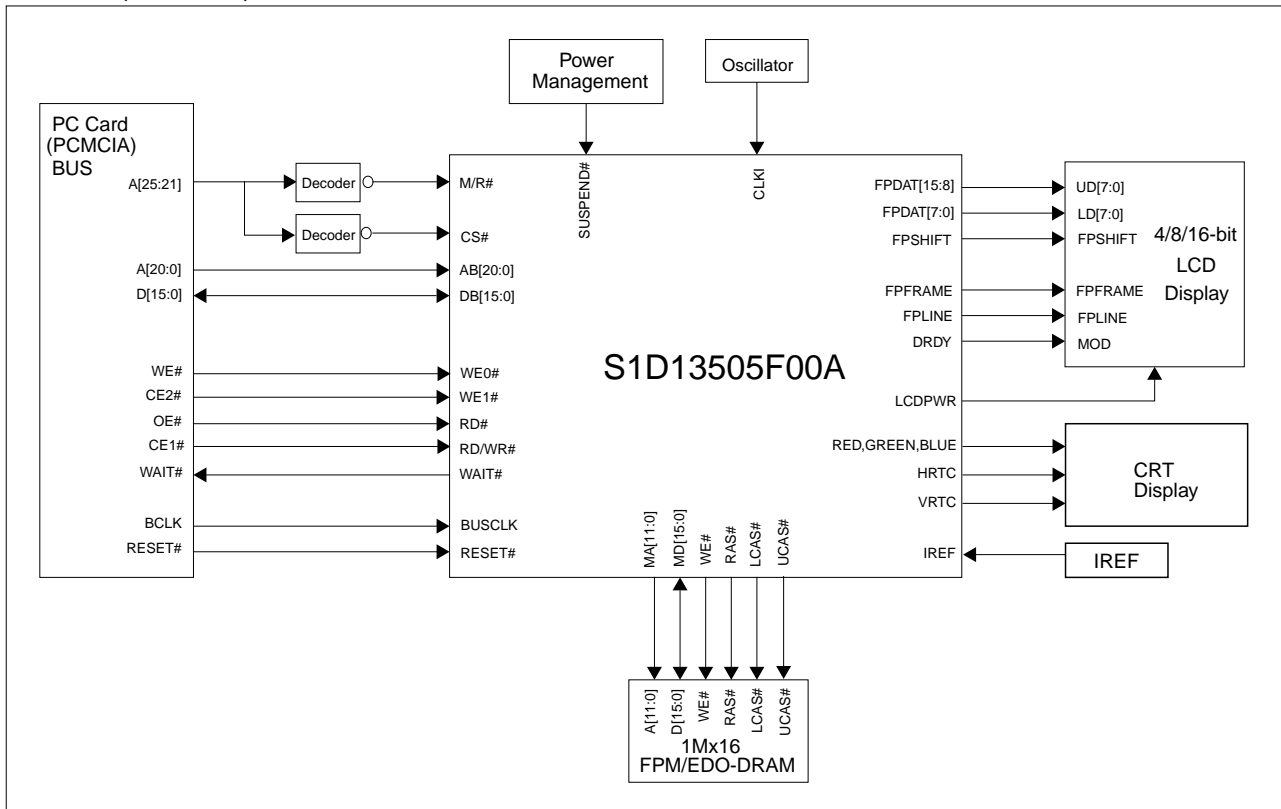 Power
Management
Oscillator
PC Card
(PCMCIA)
BUS
A[25:21]
Decoder
M/R#
Decoder
CS#
A[20:0]
AB[20:0]
D[15:0]
DB[15:0]
WE#
WE0#
CE2#
WE1#
OE#
RD#
CE1#
RD/WR#
WAIT#
WAIT#
BCLK
BUSCLK
RESET#
RESET#
SUSPEND#
CLKI
S1D13505F00A
FPDAT[15:8]
UD[7:0]
FPDAT[7:0]
LD[7:0]
FPSHIFT
FPSHIFT
4/8/16-bit
LCD
Display
FPFRAME
FPFRAME
FPLINE
FPLINE
DRDY
MOD
LCDPWR
RED,GREEN,BLUE
HRTC
VRTC
CRT
Display
IREF
IREF
MA[11:0]
MD[15:0]
WE#
RAS#
LCAS#
UCAS#
A[11:0]
D[15:0]
WE#
RAS#
LCAS#
UCAS#
1Mx16
FPM/EDO-DRAM